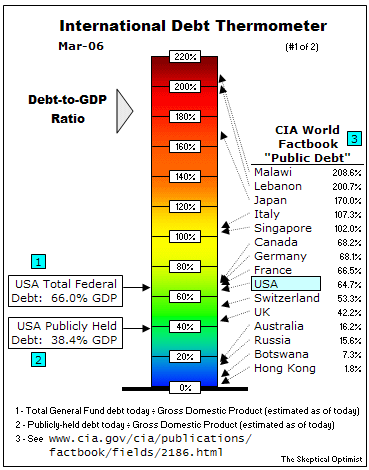 International Debt Thermometer
Mar-06
(#1 of 2)
Debt-to-GDP
Ratio
220%
200%
180%
160%
140%
120%
100%
80%
60%
40%
20%
0%
CIA World
Factbook
"Public Debt"
3
Malawi 208.6%
Lebanon 200.7%
Japan 170.0%
Italy 107.3%
Singapore 102.0%
Canada 68.2%
Germany 68.1%
France 66.5%
USA 64.7%
Switzerland 53.3%
UK 42.2%
Australia 16.2%
Russia 15.6%
Botswana 7.3%
Hong Kong 1.8%
1
USA Total Federal
Debt: 66.0% GDP
USA Publicly Held
Debt: 38.4% GDP
2
1 - Total General Fund debt today ÷ Gross Domestic Product (estimated as of today)
2 - Publicly-held debt today ÷ Gross Domestic Product (estimated as of today)
3 - See www.cia.gov/cia/publications/
factbook/fields/2186.html
The Skeptical Optimist